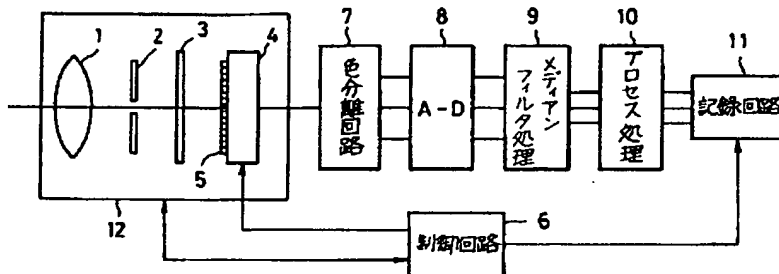 1
2
3
4
5
12
7
色分離回路
8
A-D
9
メディアン
フィルタ処理
10
プロセス処理
11
記録回路
6
制御回路